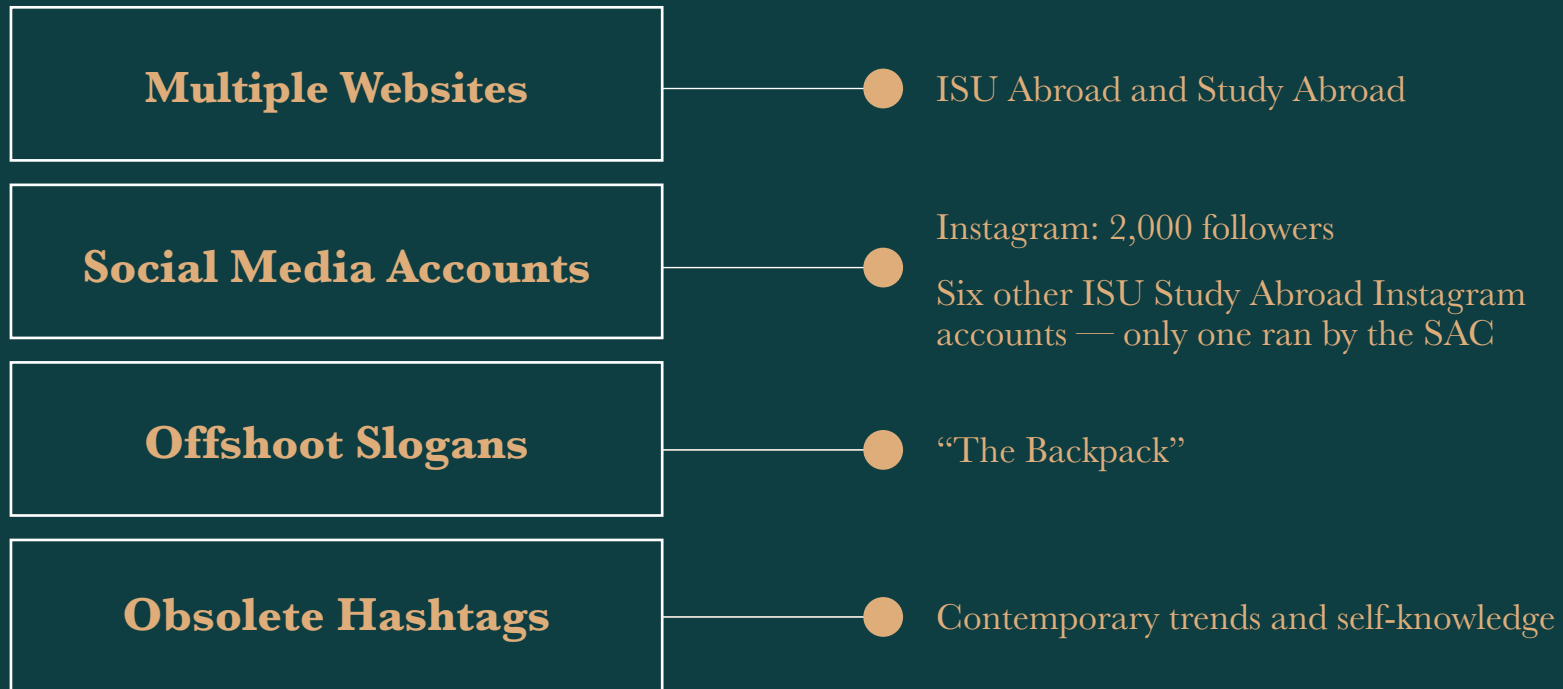 Multiple Websites
ISU Abroad and Study Abroad
Social Media Accounts
Instagram: 2,000 followers
Six other ISU Study Abroad Instagram
accounts — only one ran by the SAC
Offshoot Slogans
“The Backpack”
Obsolete Hashtags
Contemporary trends and self-knowledge